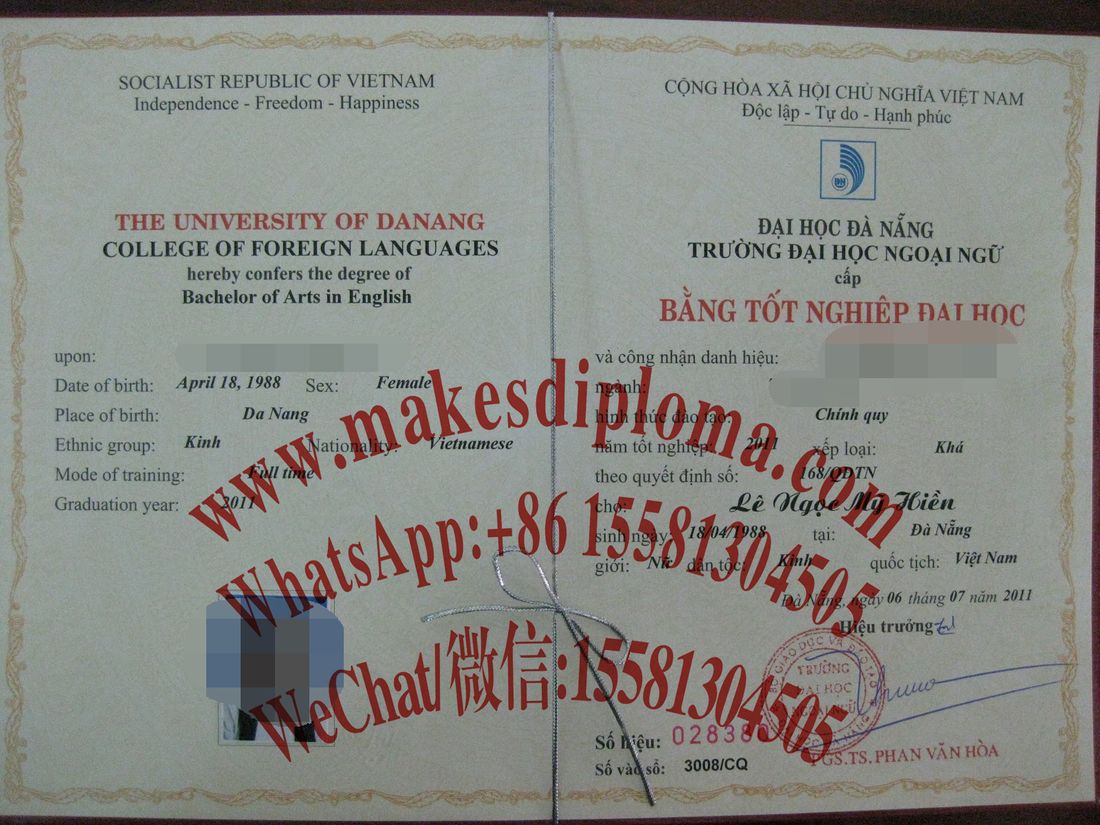 SOCIALIST REPUBLIC OF VIETNAM
Independence - Freedom - Happiness
THE UNIVERSITY OF DANANG
COLLEGE OF FOREIGN LANGUAGES
hereby confers the degree of
Bachelor of Arts in English
upon:
Date of birth: April 18, 1988 Sex: Female
Place of birth: Da Nang
Ethnic group: Kinh Nationality: Vietnamese
Mode of training: Full time
Graduation year: 2011
CỘNG HÒA XÃ HỘI CHỦ NGHĨA VIỆT NAM
Độc lập - Tự do - Hạnh phúc
ĐẠI HỌC ĐÀ NẴNG
TRƯỜNG ĐẠI HỌC NGOẠI NGỮ
cấp
BẰNG TỐT NGHIỆP ĐẠI HỌC
và công nhận danh hiệu:
ngành:
hình thức đào tạo: Chính quy
năm tốt nghiệp: 2011 xếp loại: Khá
theo quyết định số: 168/QĐTN
cho: Lê Ngọc Mỹ Hiền
sinh ngày: 18/04/1988 tại: Đà Nẵng
giới: Nữ dân tộc: Kinh quốc tịch: Việt Nam
Đà Nẵng, ngày 06 tháng 07 năm 2011
Hiệu trưởng
TRƯỜNG
ĐẠI HỌC
NGOẠI NGỮ
PGS.TS. PHAN VĂN HÒA
Số hiệu: 028380
Số vào sổ: 3008/CQ
www.makesdiploma.com
WhatsApp:+86 15581304505
WeChat/微信:15581304505